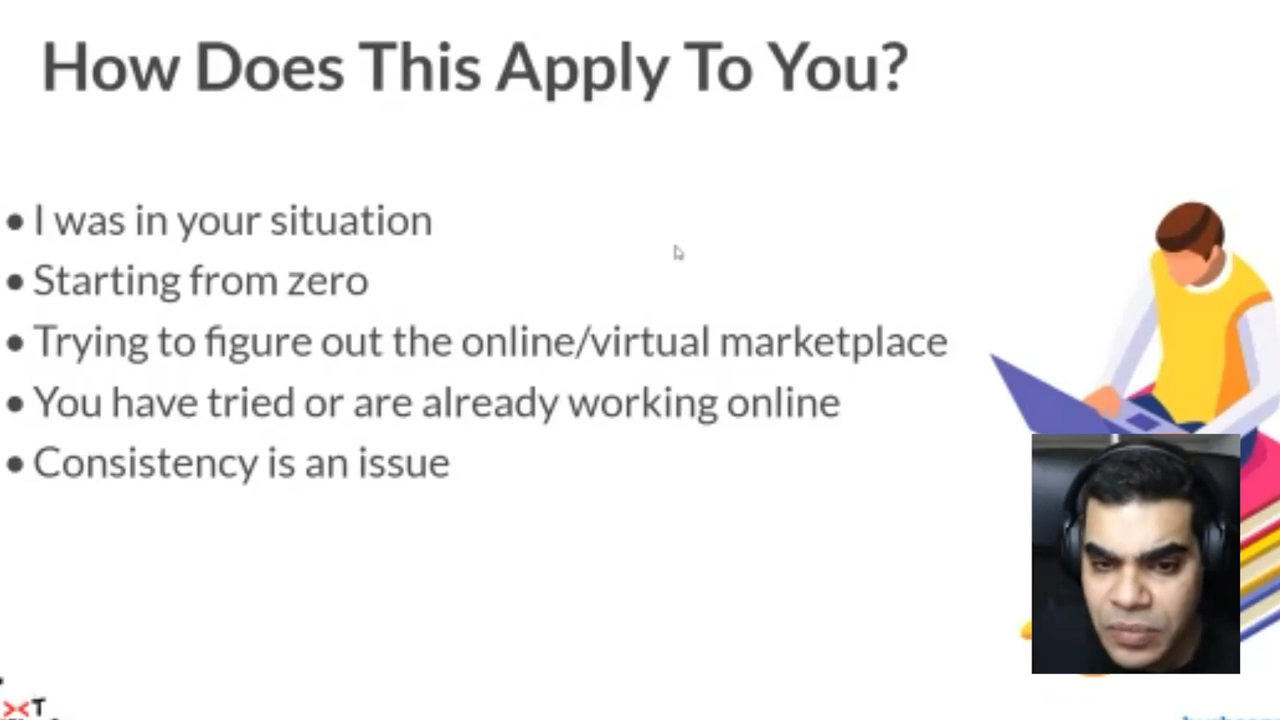 How Does This Apply To You?
• I was in your situation
• Starting from zero
• Trying to figure out the online/virtual marketplace
• You have tried or are already working online
• Consistency is an issue